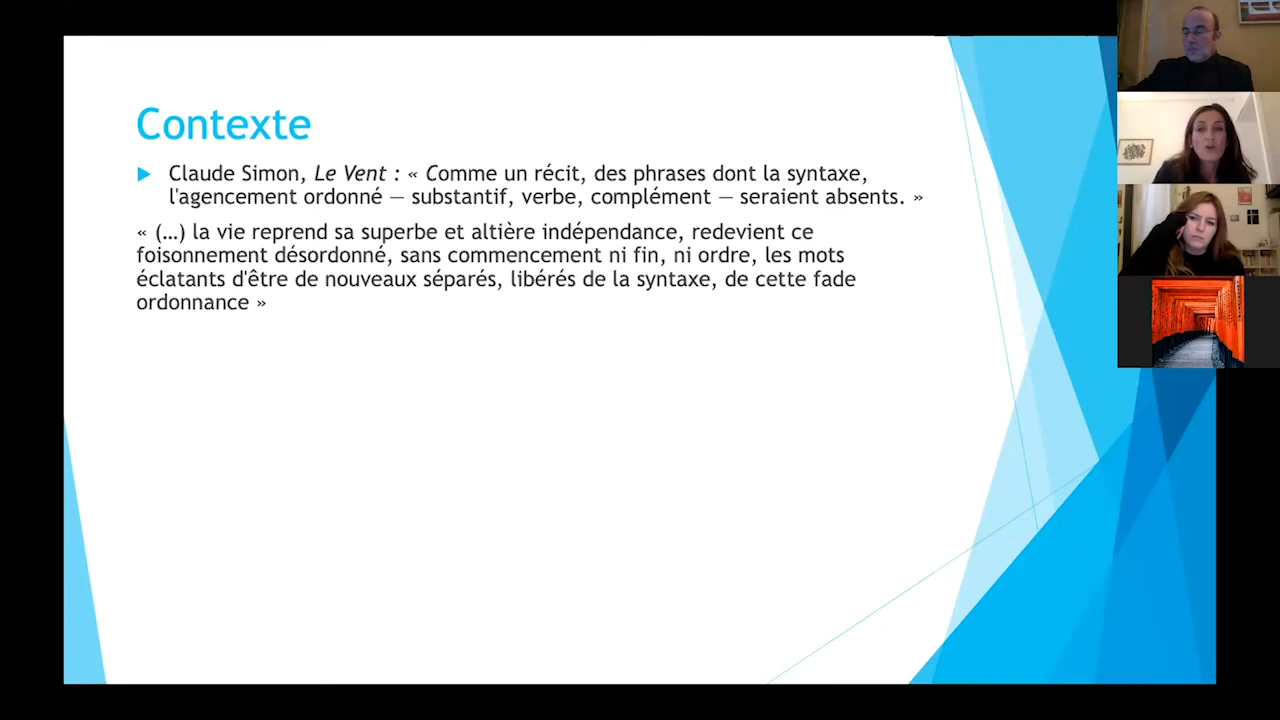 Contexte
Claude Simon, Le Vent : « Comme un récit, des phrases dont la syntaxe,
l'agencement ordonné — substantif, verbe, complément — seraient absents. »
« (…) la vie reprend sa superbe et altière indépendance, redevient ce
foisonnement désordonné, sans commencement ni fin, ni ordre, les mots
éclatants d'être de nouveaux séparés, libérés de la syntaxe, de cette fade
ordonnance »